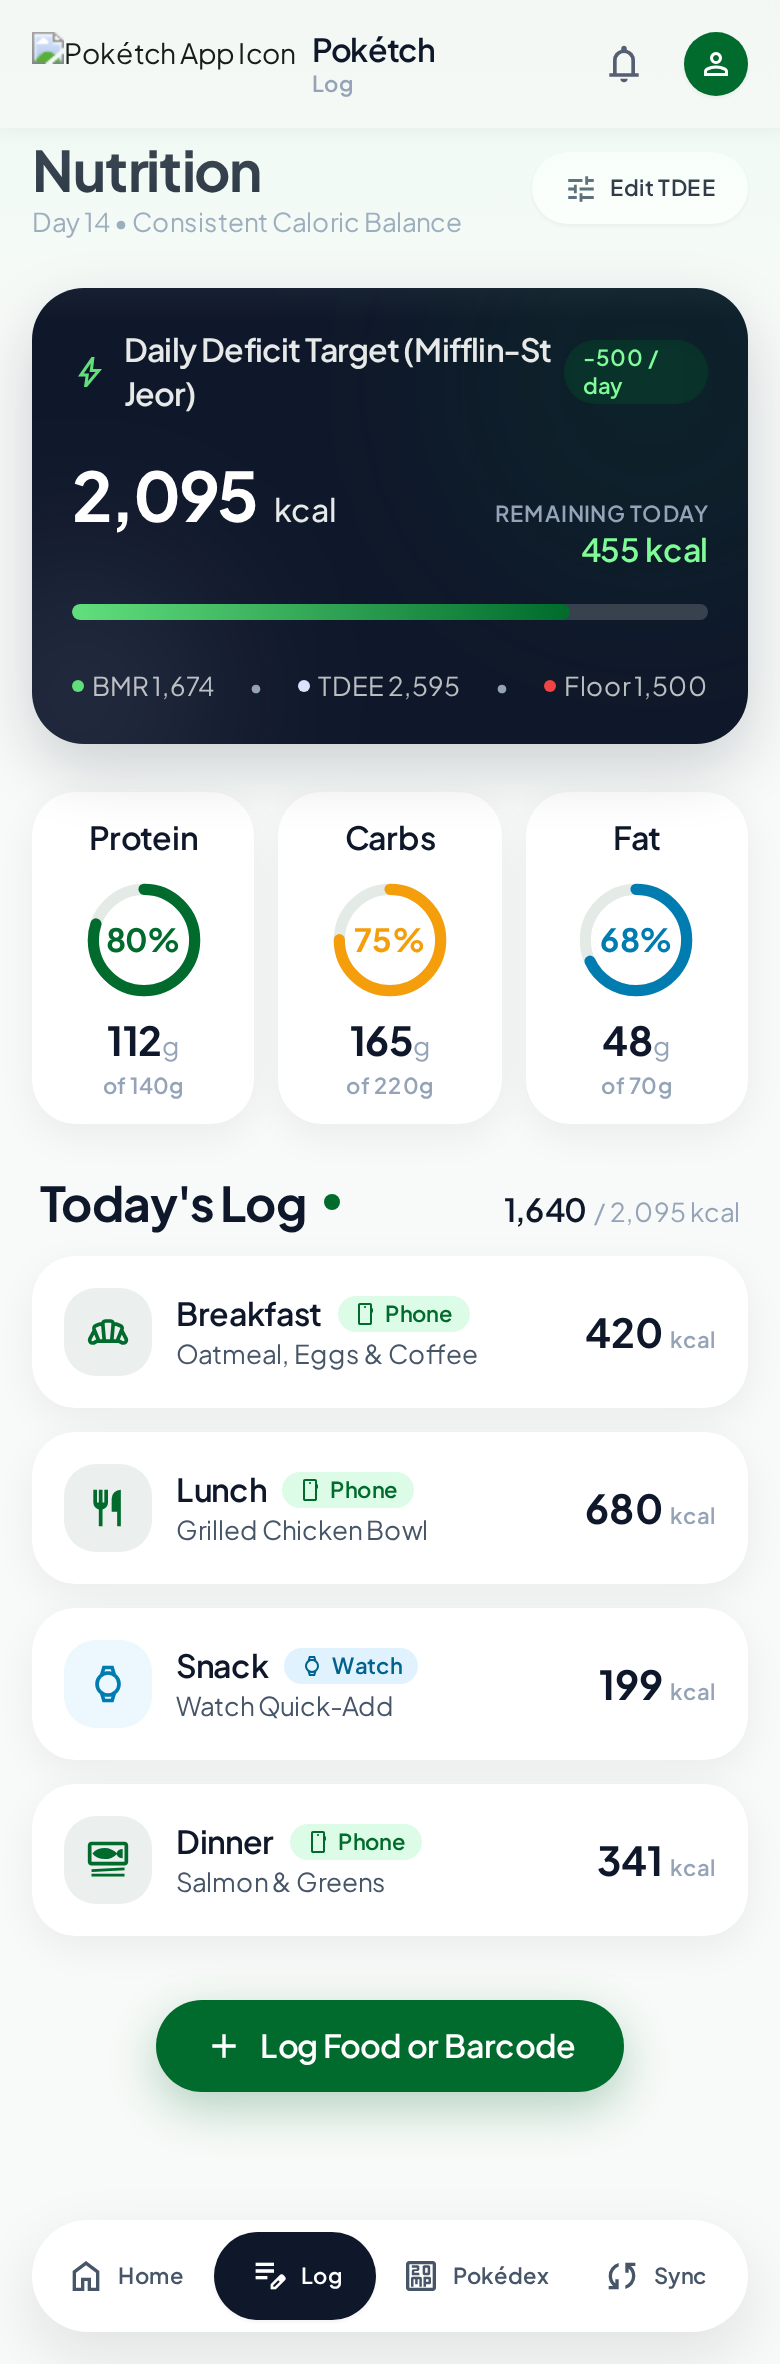 Pokétch App Icon
Pokétch
Log
Nutrition
Day 14 • Consistent Caloric Balance
Edit TDEE
Daily Deficit Target (Mifflin-St
Jeor)
-500 /
day
2,095 kcal
REMAINING TODAY
455 kcal
BMR 1,674 • TDEE 2,595 • Floor 1,500
Protein
80%
112g
of 140g
Carbs
75%
165g
of 220g
Fat
68%
48g
of 70g
Today's Log
1,640 / 2,095 kcal
Breakfast
Phone
Oatmeal, Eggs & Coffee
420 kcal
Lunch
Phone
Grilled Chicken Bowl
680 kcal
Snack
Watch
Watch Quick-Add
199 kcal
Dinner
Phone
Salmon & Greens
341 kcal
+ Log Food or Barcode
Home
Log
Pokédex
Sync